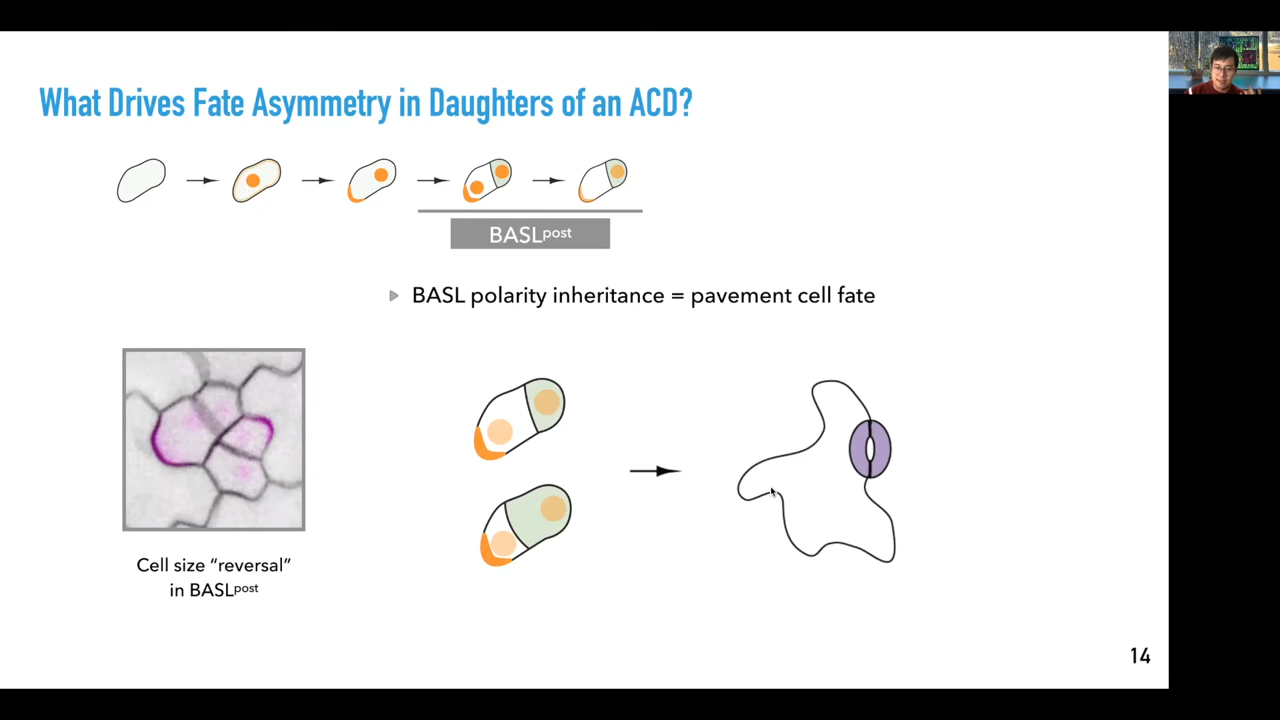 What Drives Fate Asymmetry in Daughters of an ACD?
BASLpost
BASL polarity inheritance = pavement cell fate
Cell size “reversal”
in BASLpost
14